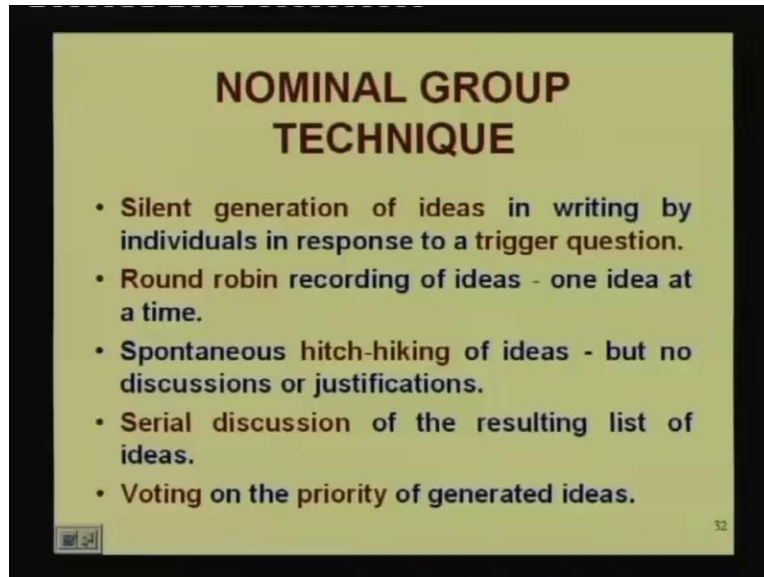 NOMINAL GROUP
TECHNIQUE
• Silent generation of ideas in writing by
individuals in response to a trigger question.
• Round robin recording of ideas - one idea at
a time.
• Spontaneous hitch-hiking of ideas - but no
discussions or justifications.
• Serial discussion of the resulting list of
ideas.
• Voting on the priority of generated ideas.
32